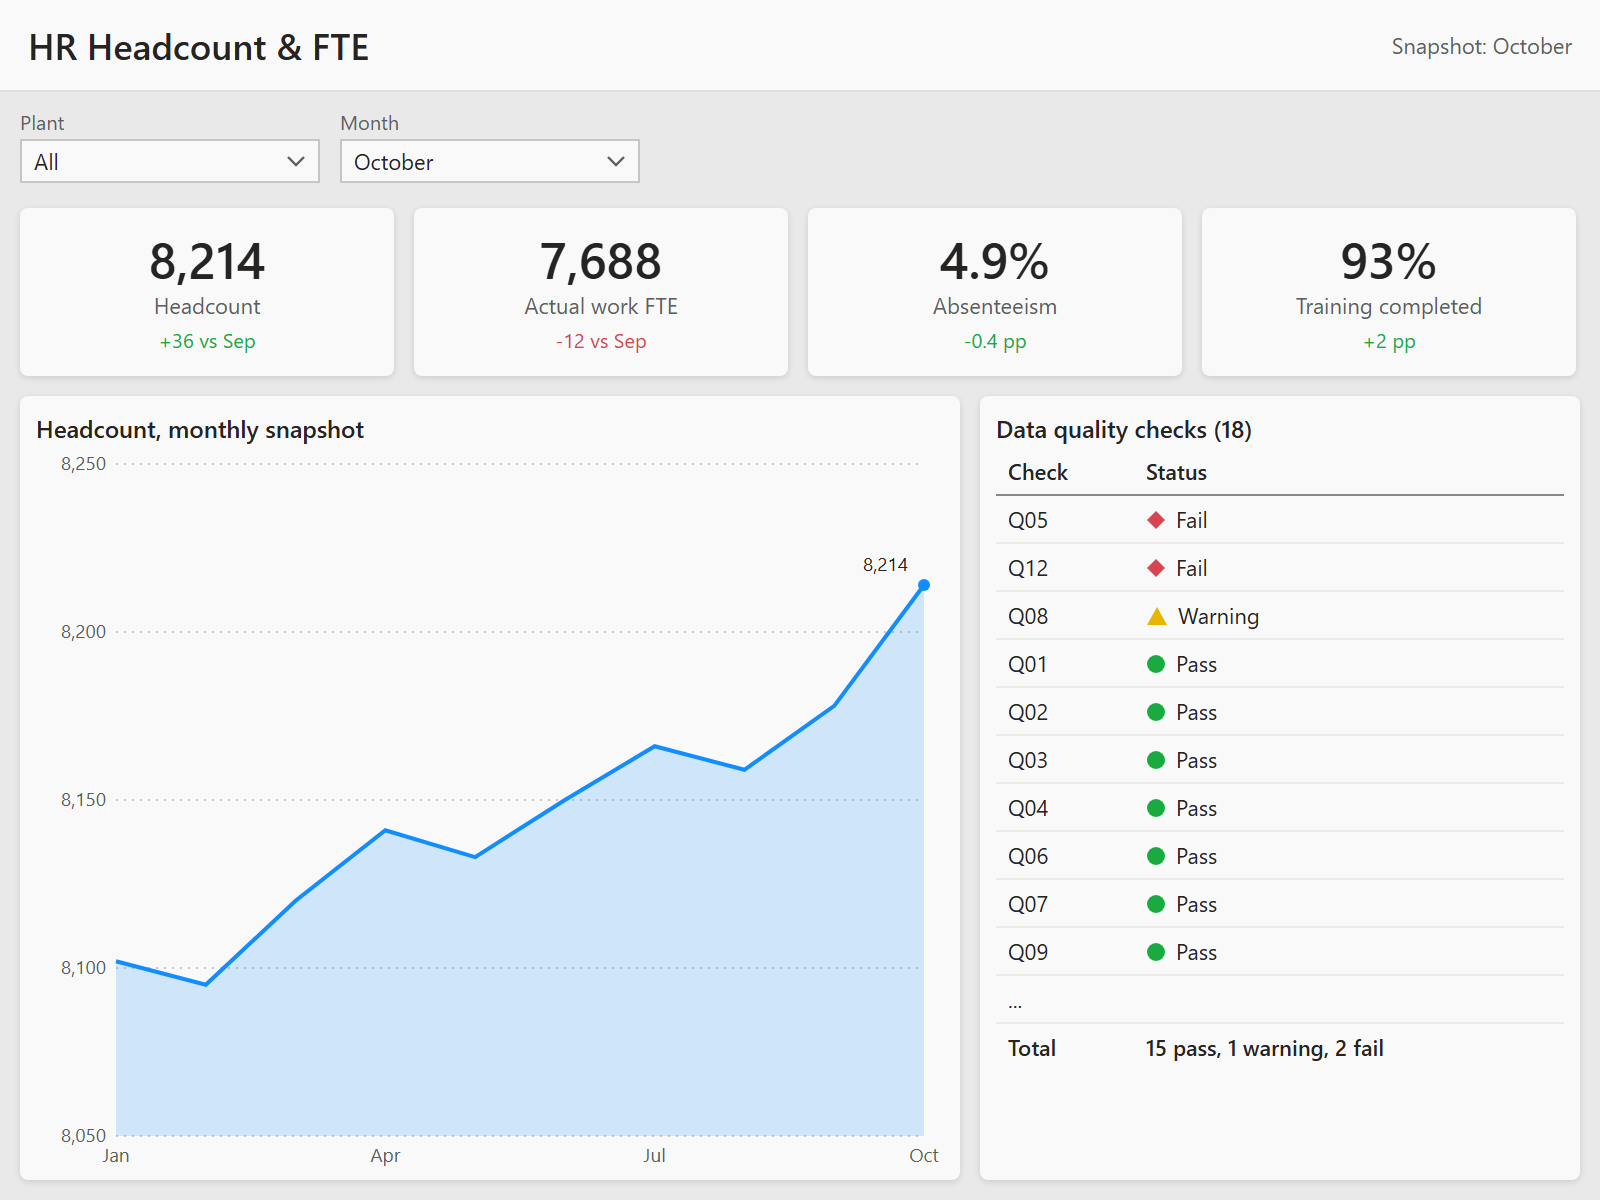 HR Headcount & FTE
Snapshot: October
Plant
Month
All
October
8,214
Headcount
+36 vs Sep
7,688
Actual work FTE
-12 vs Sep
4.9%
Absenteeism
-0.4 pp
93%
Training completed
+2 pp
Headcount, monthly snapshot
8,250
8,214
8,200
8,150
8,100
8,050
Jan
Apr
Jul
Oct
Data quality checks (18)
Check Status
Q05 Fail
Q12 Fail
Q08 Warning
Q01 Pass
Q02 Pass
Q03 Pass
Q04 Pass
Q06 Pass
Q07 Pass
Q09 Pass
...
Total 15 pass, 1 warning, 2 fail